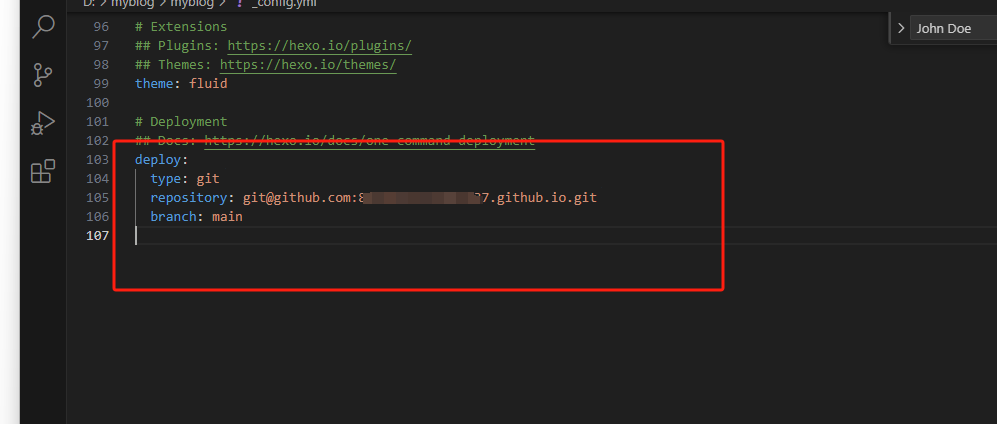 D: > myblog > myblog > ! _config.yml
> John Doe
96 # Extensions
97 ## Plugins: https://hexo.io/plugins/
98 ## Themes: https://hexo.io/themes/
99 theme: fluid
100
101 # Deployment
102 ## Docs: https://hexo.io/docs/one-command-deployment
103 deploy:
104 type: git
105 repository: git@github.com:8 37.github.io.git
106 branch: main
107